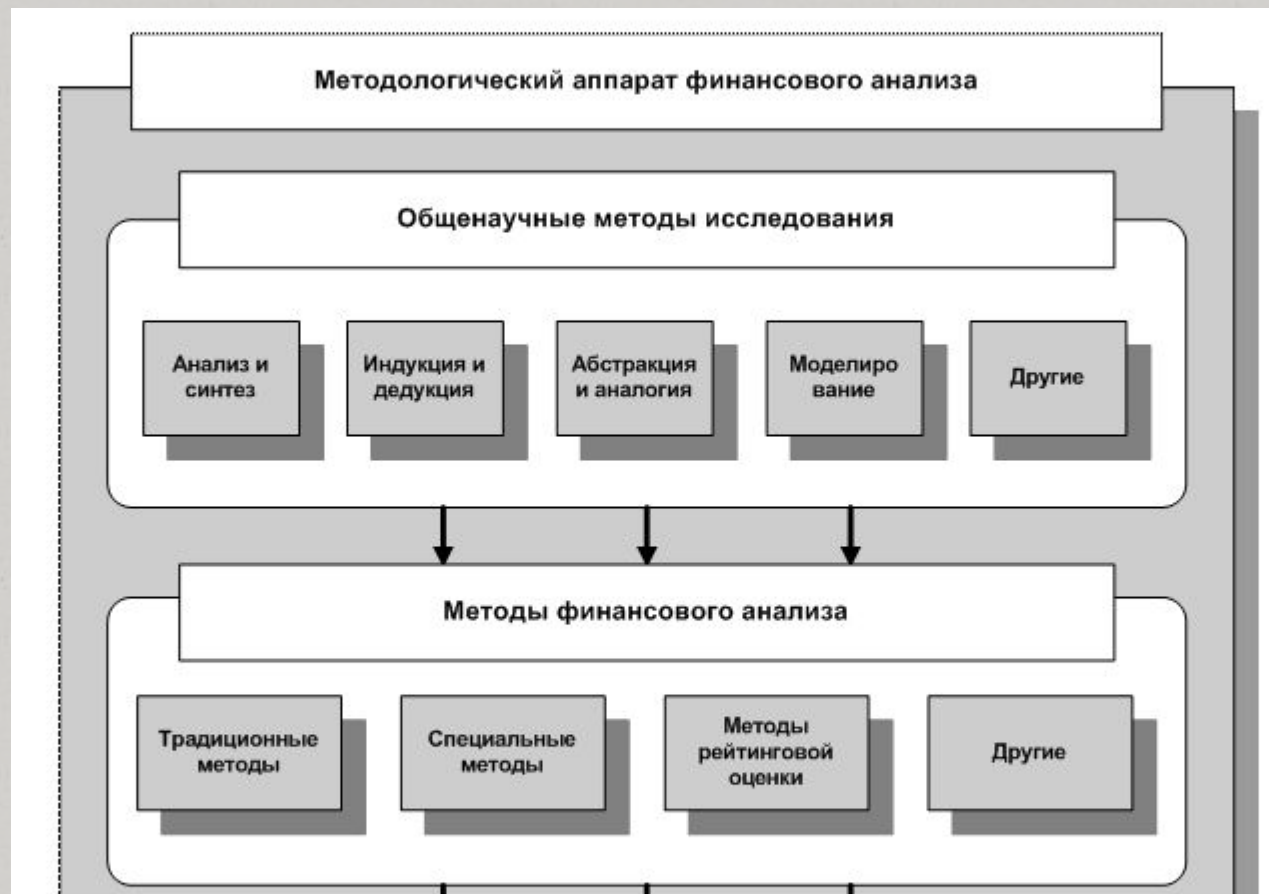 Методологический аппарат финансового анализа
Общенаучные методы исследования
Анализ и
синтез
Индукция и
дедукция
Абстракция
и аналогия
Моделиро
вание
Другие
Методы финансового анализа
Традиционные
методы
Специальные
методы
Методы
рейтинговой
оценки
Другие